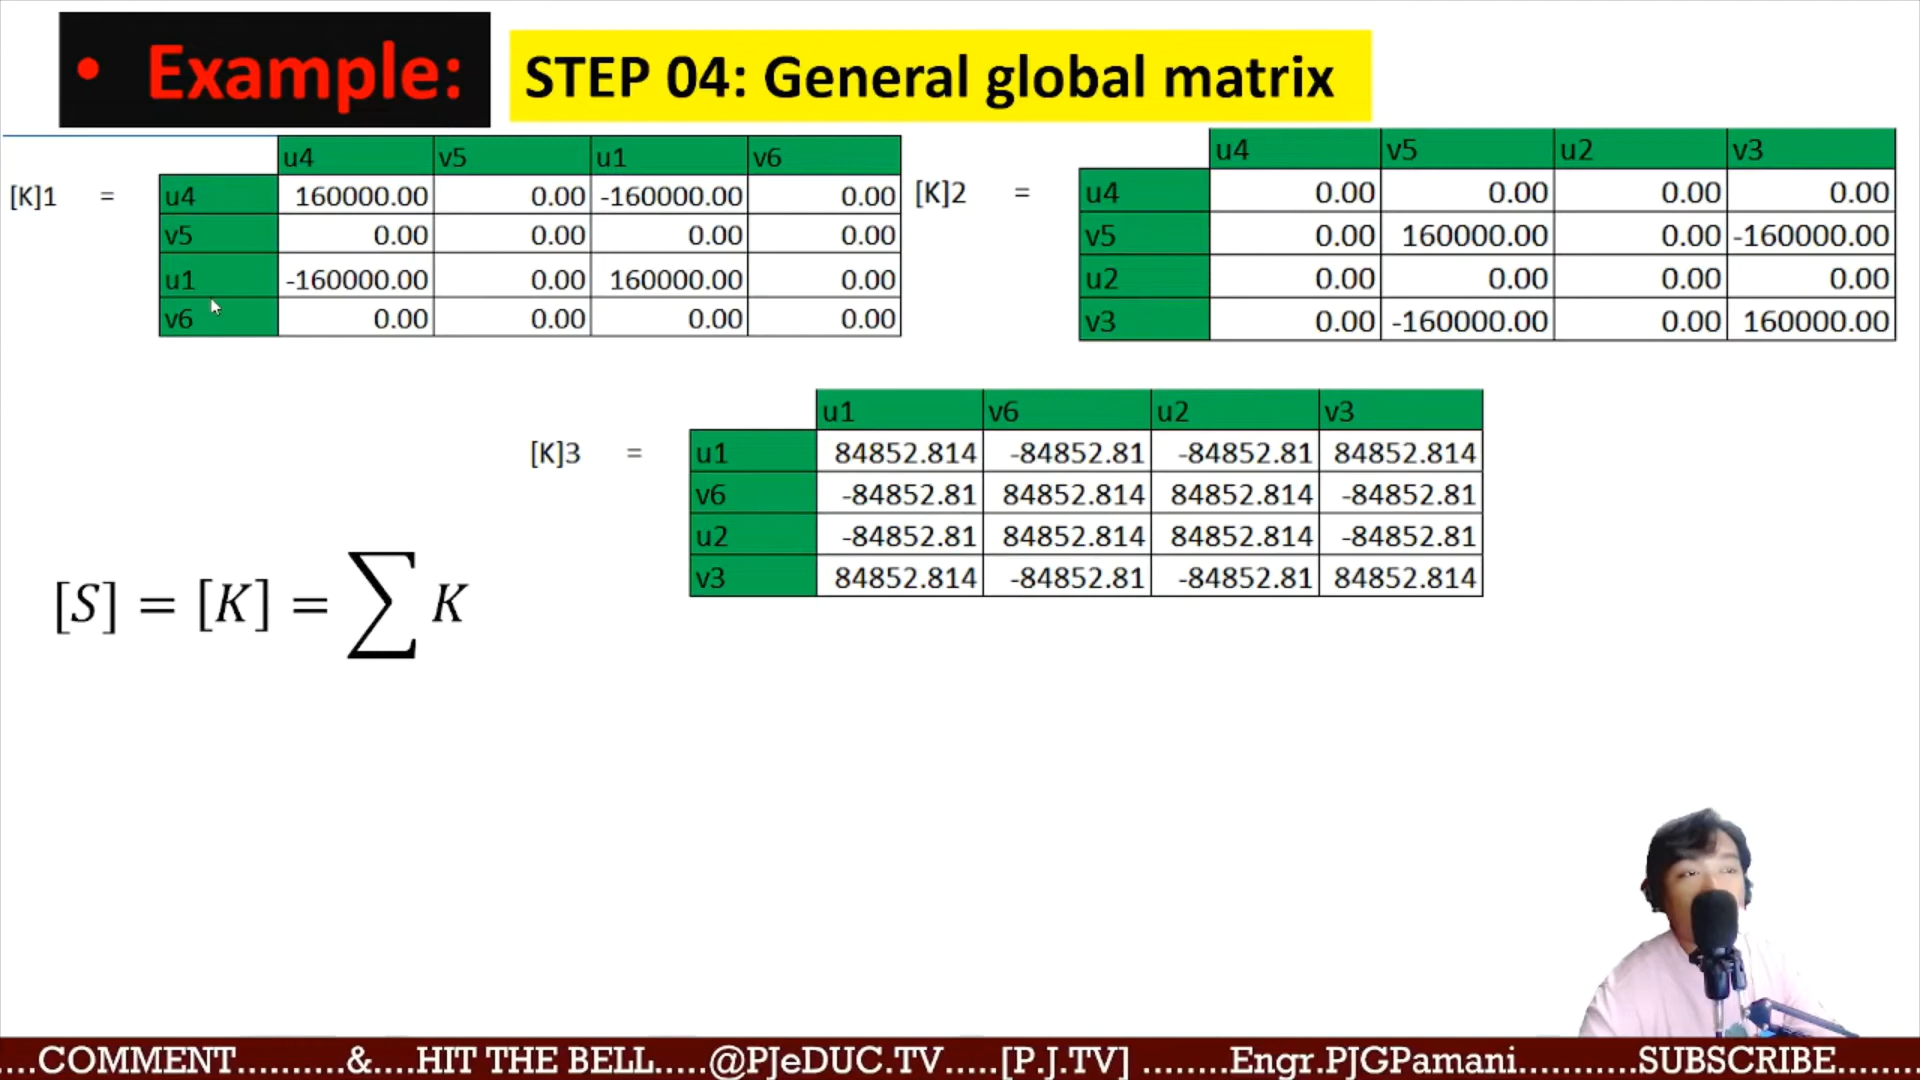 • Example: STEP 04: General global matrix
u4 v5 u1 v6
[K]1 = u4 160000.00 0.00 -160000.00 0.00
v5 0.00 0.00 0.00 0.00
u1 -160000.00 0.00 160000.00 0.00
v6 0.00 0.00 0.00 0.00
u4 v5 u2 v3
[K]2 = u4 0.00 0.00 0.00 0.00
v5 0.00 160000.00 0.00 -160000.00
u2 0.00 0.00 0.00 0.00
v3 0.00 -160000.00 0.00 160000.00
u1 v6 u2 v3
[K]3 = u1 84852.814 -84852.81 -84852.81 84852.814
v6 -84852.81 84852.814 84852.814 -84852.81
u2 -84852.81 84852.814 84852.814 -84852.81
v3 84852.814 -84852.81 -84852.81 84852.814
[S] = [K] = ∑ K
....COMMENT..........&....HIT THE BELL.....@PJeDUC.TV.....[P.J.TV] ........Engr.PJGPamani...........SUBSCRIBE........